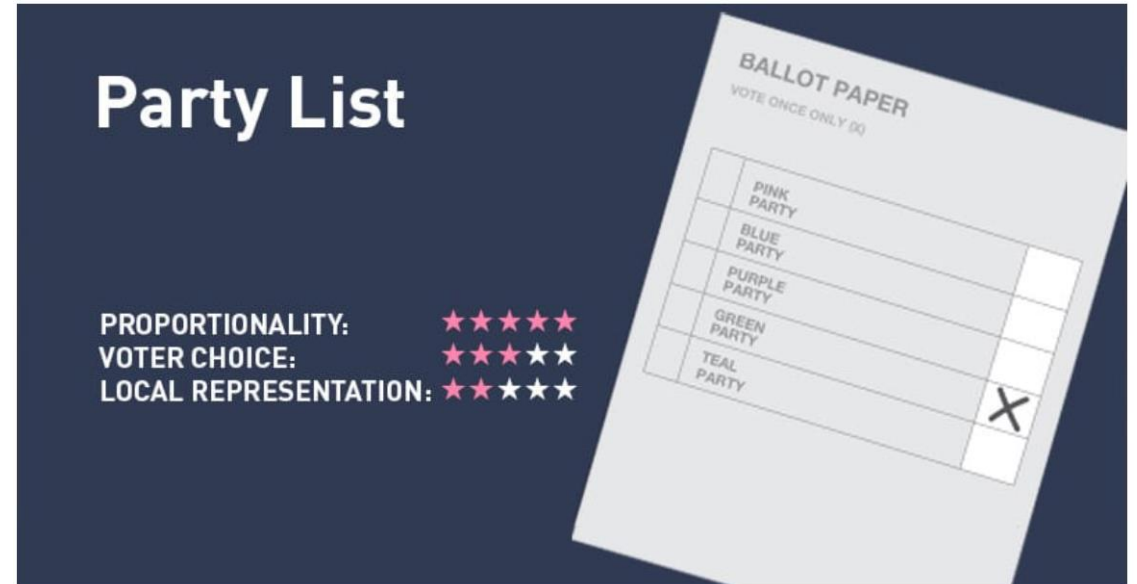 Party List
PROPORTIONALITY: ★★★★★
VOTER CHOICE: ★★★★★
LOCAL REPRESENTATION: ★★★★★
BALLOT PAPER
VOTE ONCE ONLY (X)
PINK
PARTY
BLUE
PARTY
PURPLE
PARTY
GREEN
PARTY
X
TEAL
PARTY